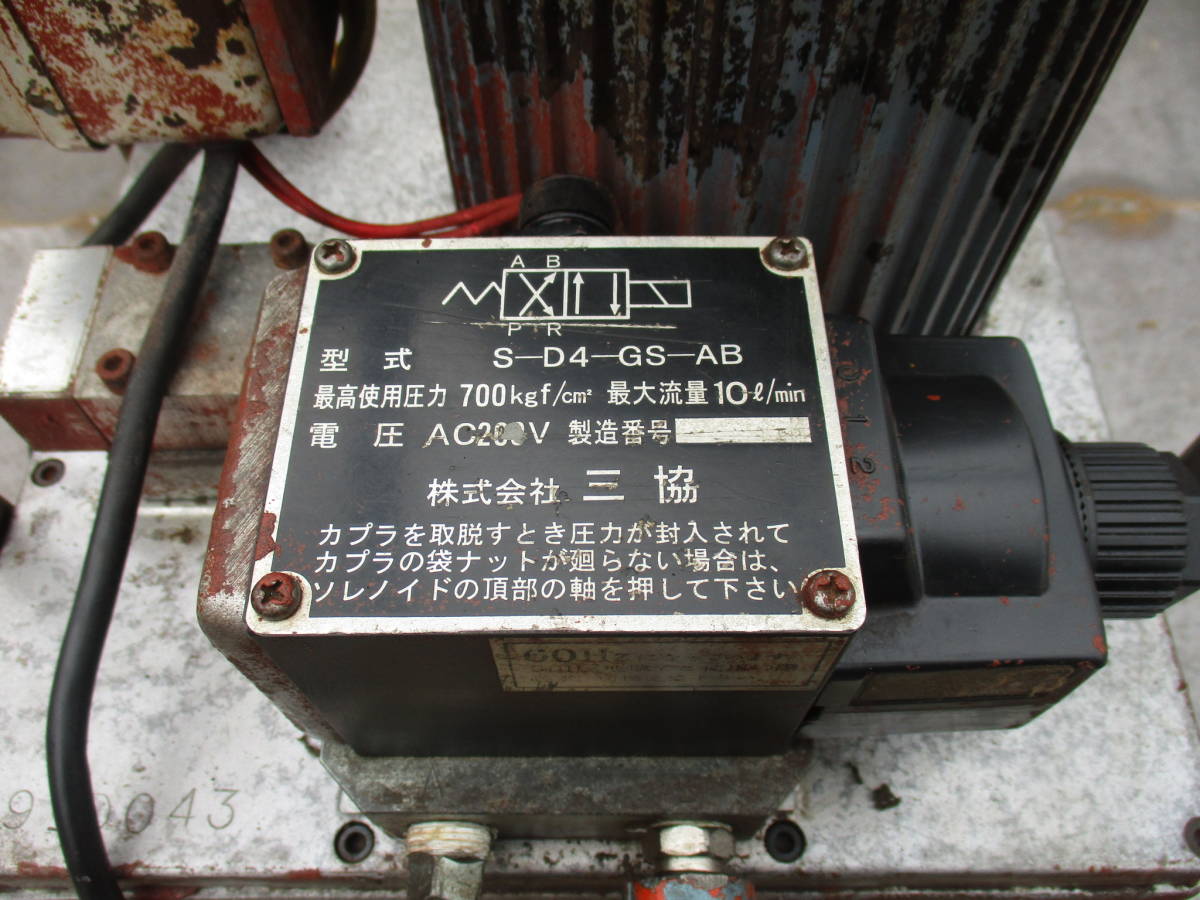 A B
P R
型 式 S-D4-GS-AB
最高使用圧力 700kgf/cm² 最大流量 10ℓ/min
電 圧 AC200V 製造番号
株式会社 三 協
カプラを取脱すとき圧力が封入されて
カプラの袋ナットが廻らない場合は、
ソレノイドの頂部の軸を押して下さい
60Hz
0 1 2